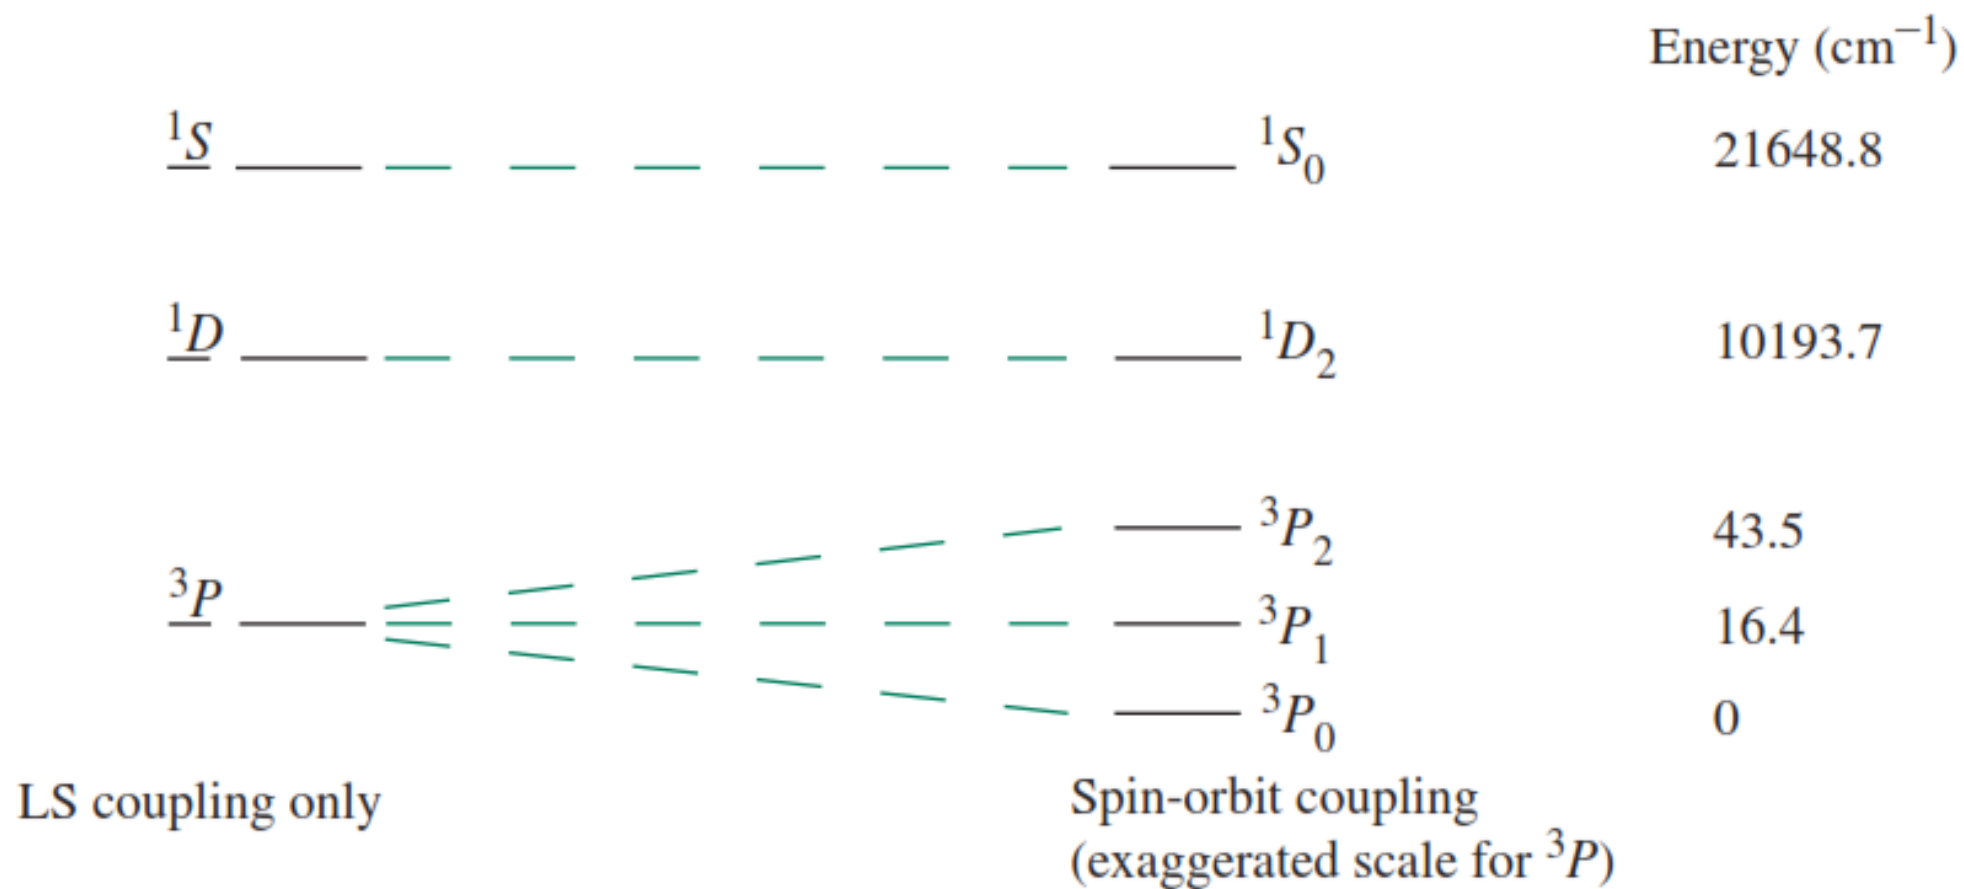 Energy (cm⁻¹)
¹S ¹S₀ 21648.8
¹D ¹D₂ 10193.7
³P₂ 43.5
³P ³P₁ 16.4
³P₀ 0
LS coupling only
Spin-orbit coupling
(exaggerated scale for ³P)